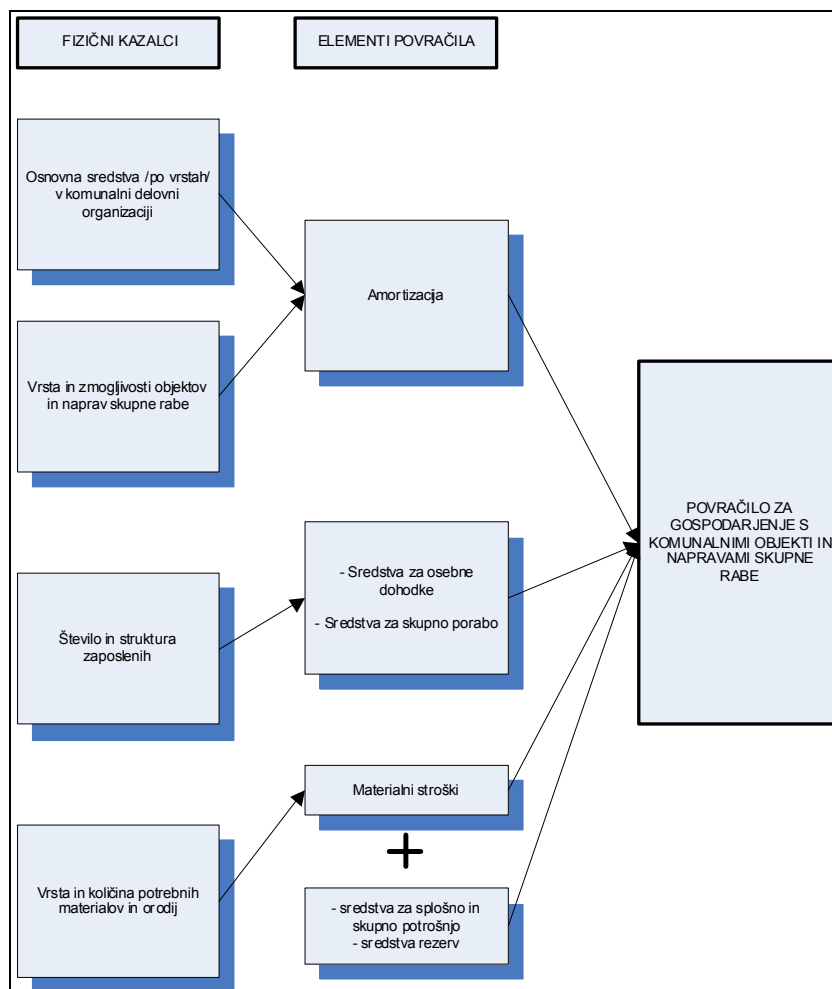 FIZIČNI KAZALCI
ELEMENTI POVRAČILA
Osnovna sredstva /po vrstah/
v komunalni delovni
organizaciji
Amortizacija
Vrsta in zmogljivosti objektov
in naprav skupne rabe
POVRAČILO ZA
GOSPODARJENJE S
KOMUNALNIMI OBJEKTI IN
NAPRAVAMI SKUPNE
RABE
- Sredstva za osebne
dohodke
- Sredstva za skupno porabo
Število in struktura
zaposlenih
Materialni stroški
+
Vrsta in količina potrebnih
materialov in orodij
- sredstva za splošno in
skupno potrošnjo
- sredstva rezerv